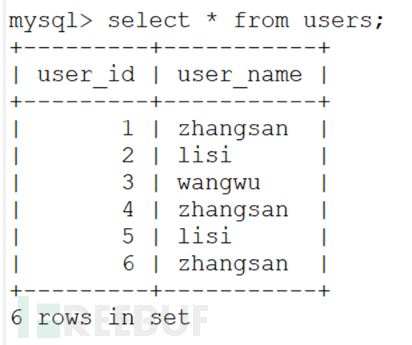 mysql> select * from users;
+---------+-----------+
| user_id | user_name |
+---------+-----------+
|       1 | zhangsan  |
|       2 | lisi      |
|       3 | wangwu    |
|       4 | zhangsan  |
|       5 | lisi      |
|       6 | zhangsan  |
+---------+-----------+
6 rows in set
REEBUF